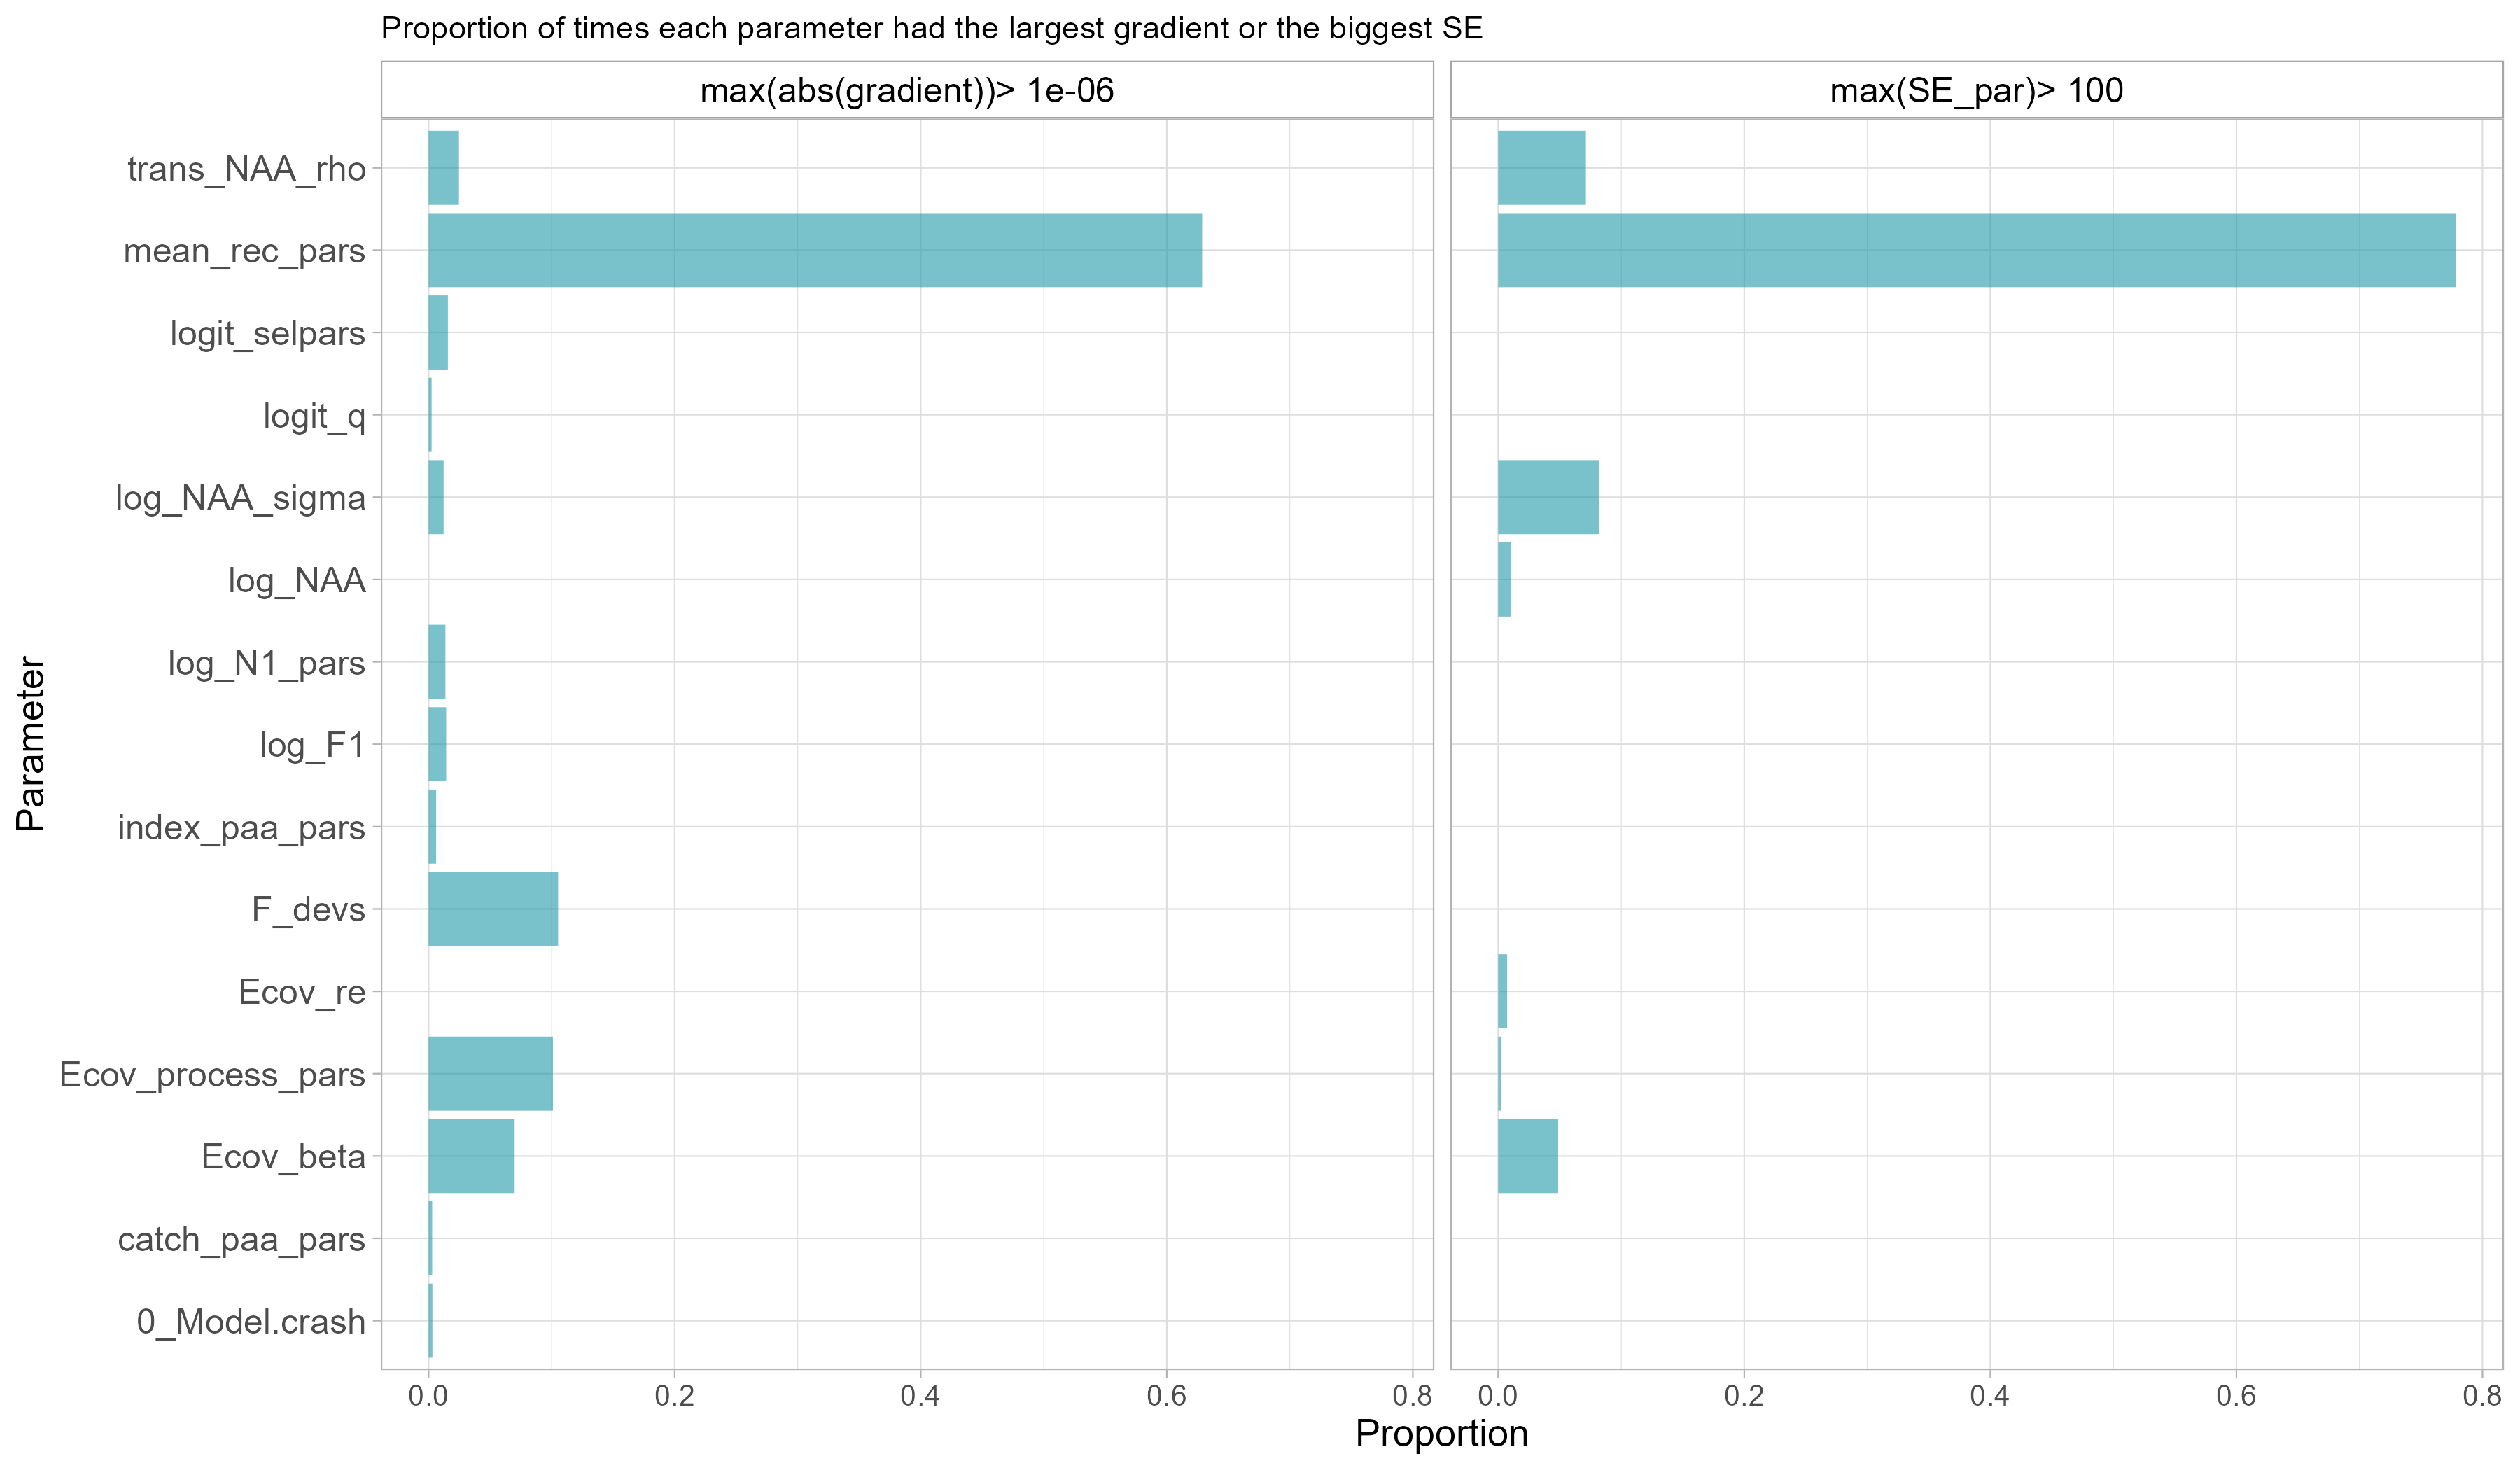 Proportion of times each parameter had the largest gradient or the biggest SE
max(abs(gradient))> 1e-06
max(SE_par)> 100
Parameter
trans_NAA_rho
mean_rec_pars
logit_selpars
logit_q
log_NAA_sigma
log_NAA
log_N1_pars
log_F1
index_paa_pars
F_devs
Ecov_re
Ecov_process_pars
Ecov_beta
catch_paa_pars
0_Model.crash
0.0 0.2 0.4 0.6 0.8
0.0 0.2 0.4 0.6 0.8
Proportion